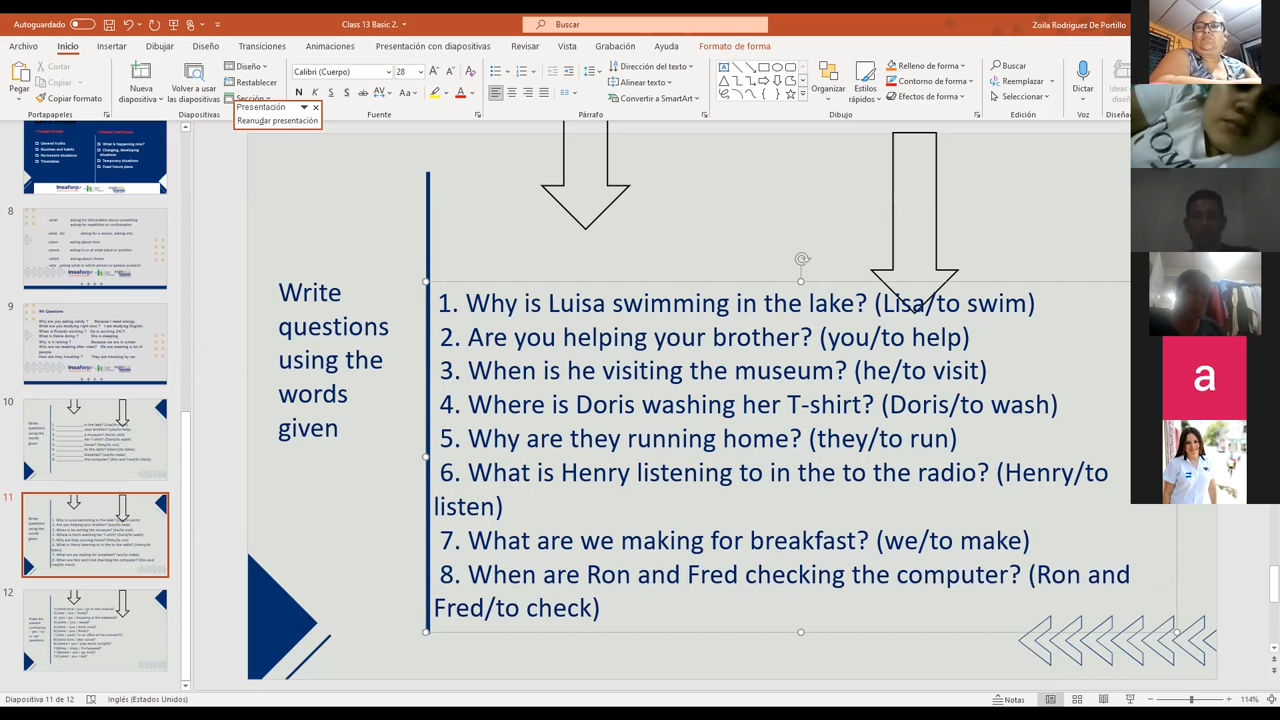 Autoguardado
Class 13 Basic 2.
Buscar
Zoila Rodriguez De Portillo
Archivo Inicio Insertar Dibujar Diseño Transiciones Animaciones Presentación con diapositivas Revisar Vista Grabación Ayuda Formato de forma
Pegar
Cortar
Copiar
Copiar formato
Portapapeles
Nueva diapositiva
Volver a usar las diapositivas
Diseño
Restablecer
Sección
Diapositivas
Presentación
Reanudar presentación
Calibri (Cuerpo) 28
N K S
Fuente
Dirección del texto
Alinear texto
Convertir a SmartArt
Párrafo
Organizar
Estilos rápidos
Relleno de forma
Contorno de forma
Efectos de forma
Dibujo
Buscar
Reemplazar
Seleccionar
Edición
Dictar
Voz
8
9
10
11
12
Write
questions
using the
words
given
1. Why is Luisa swimming in the lake? (Lisa/to swim)
2. Are you helping your brother? (you/to help)
3. When is he visiting the museum? (he/to visit)
4. Where is Doris washing her T-shirt? (Doris/to wash)
5. Why are they running home? (they/to run)
6. What is Henry listening to in the to the radio? (Henry/to
listen)
7. What are we making for breakfast? (we/to make)
8. When are Ron and Fred checking the computer? (Ron and
Fred/to check)
a
Diapositiva 11 de 12
Inglés (Estados Unidos)
Notas
114%